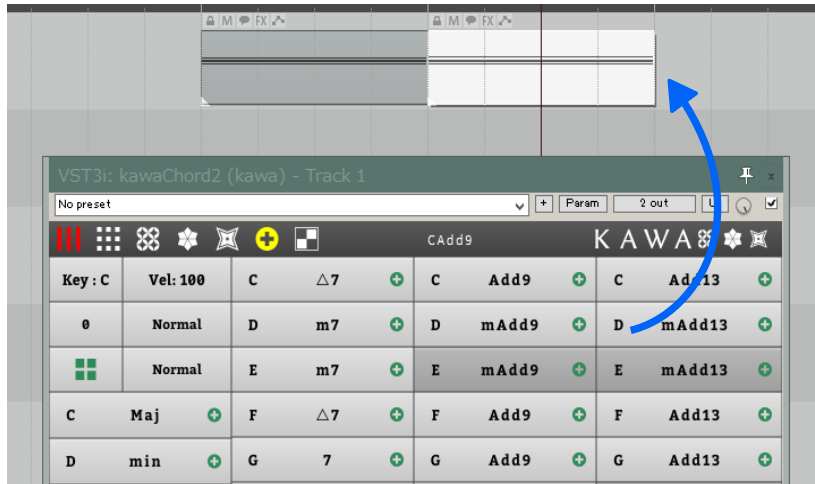 M FX M FX
VST3i: kawaChord2 (kawa) - Track 1 x
No preset + Param 2 out
CAdd9 KAWA
Key : C Vel: 100 C △7 C Add9 C Add13
0 Normal D m7 D mAdd9 D mAdd13
Normal E m7 E mAdd9 E mAdd13
C Maj F △7 F Add9 F Add13
D min G 7 G Add9 G Add13